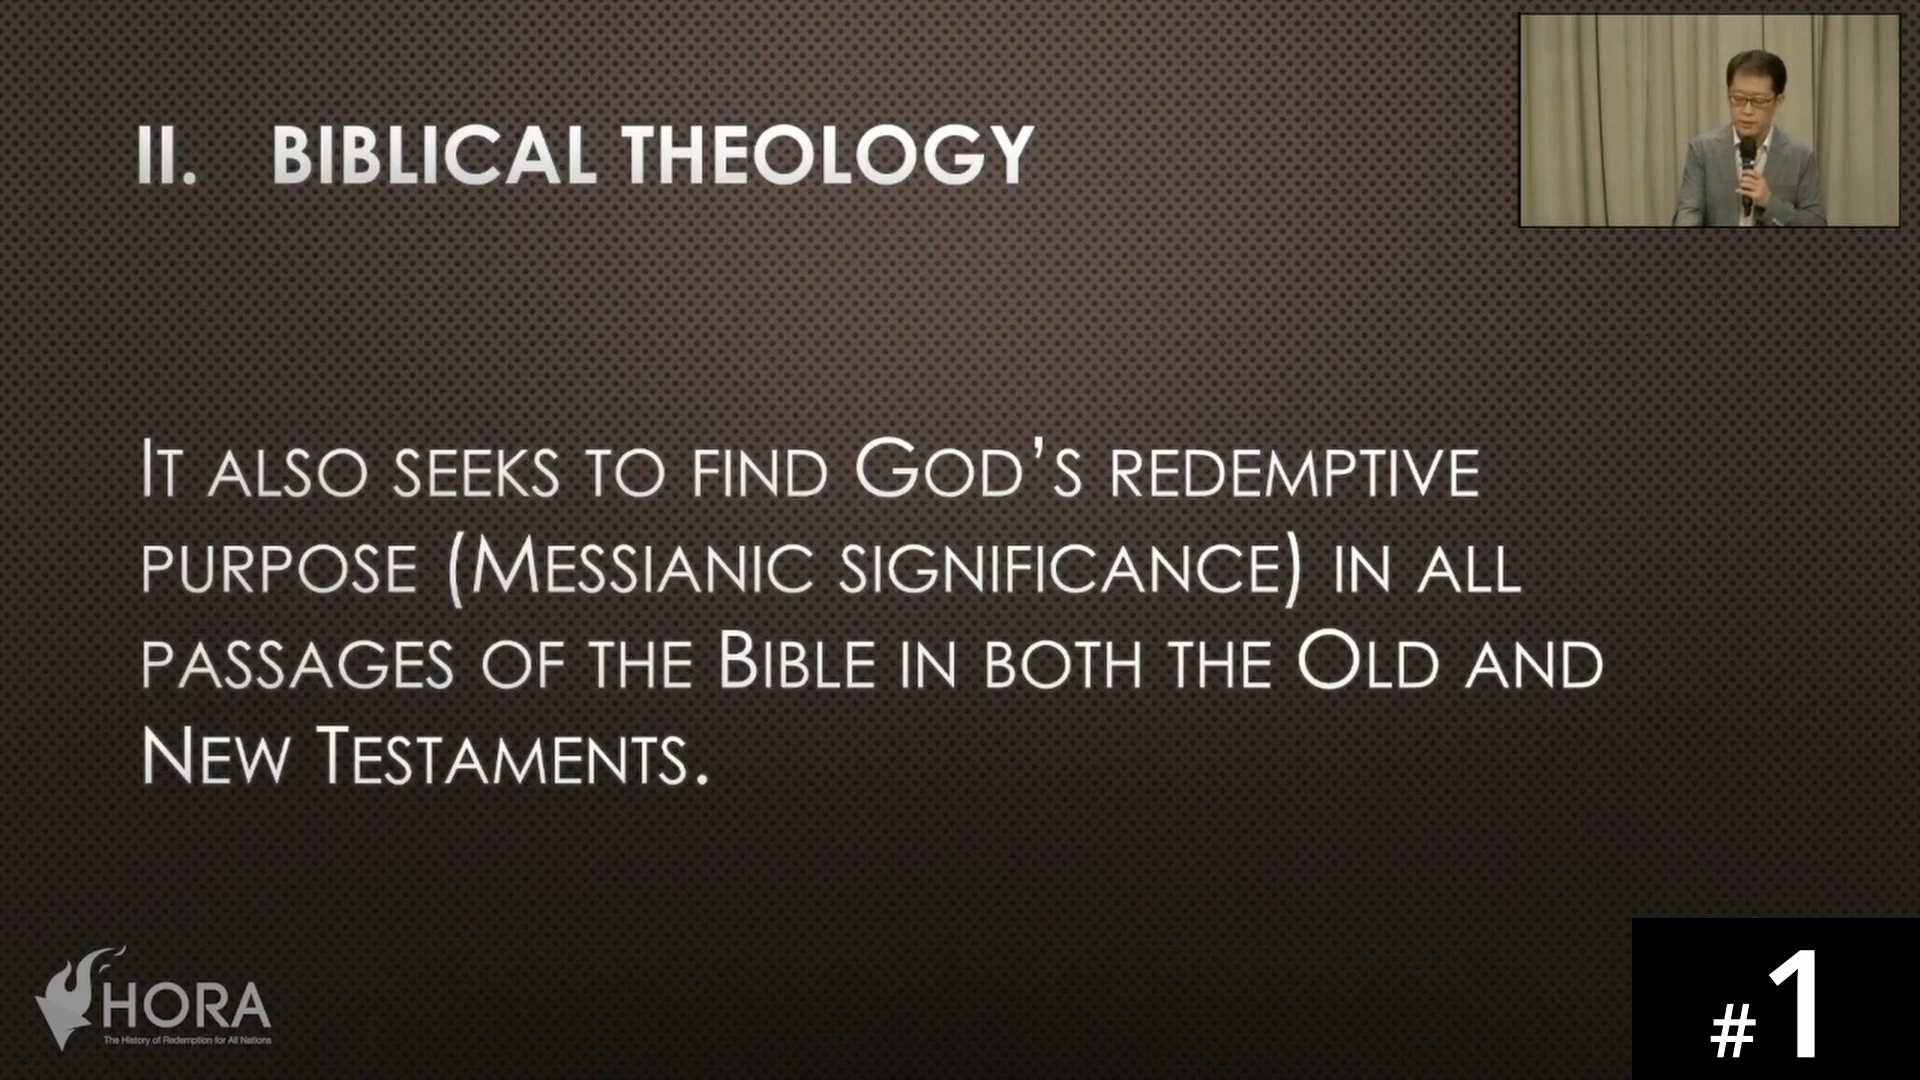 II. BIBLICAL THEOLOGY
IT ALSO SEEKS TO FIND GOD’S REDEMPTIVE
PURPOSE (MESSIANIC SIGNIFICANCE) IN ALL
PASSAGES OF THE BIBLE IN BOTH THE OLD AND
NEW TESTAMENTS.
HORA
The History of Redemption for All Nations
#1